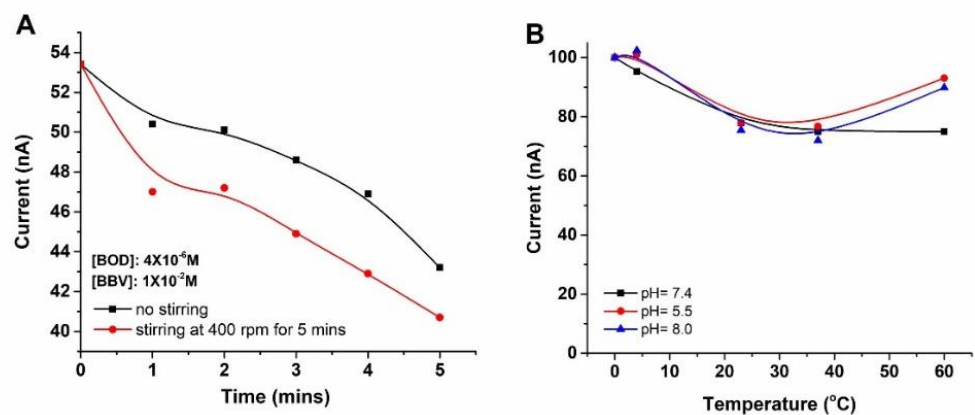 A
54
52
50
48
46
44
42
40
Current (nA)
[BOD]: 4X10⁻⁶M
[BBV]: 1X10⁻²M
no stirring
stirring at 400 rpm for 5 mins
0 1 2 3 4 5
Time (mins)
B
100
80
60
40
20
0
Current (nA)
pH= 7.4
pH= 5.5
pH= 8.0
0 10 20 30 40 50 60
Temperature (°C)